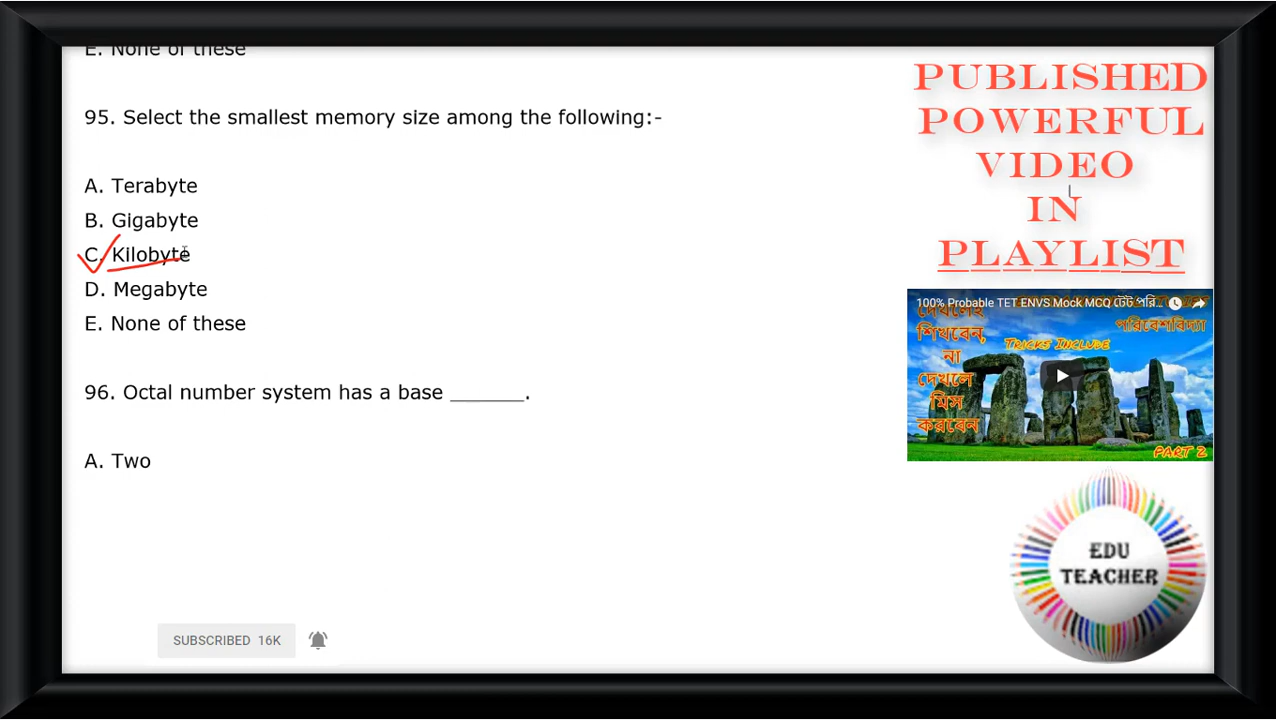 E. None of these
95. Select the smallest memory size among the following:-
A. Terabyte
B. Gigabyte
C. Kilobyte
D. Megabyte
E. None of these
96. Octal number system has a base _______.
A. Two
SUBSCRIBED 16K
PUBLISHED
POWERFUL
VIDEO
IN
PLAYLIST
100% Probable TET ENVS Mock MCQ টেট পরি...
পরিবেশবিদ্যা
দেখলেই
শিখবেন,
না
দেখলে
মিস
করবেন
TRICKS INCLUDE
PART 2
EDU
TEACHER